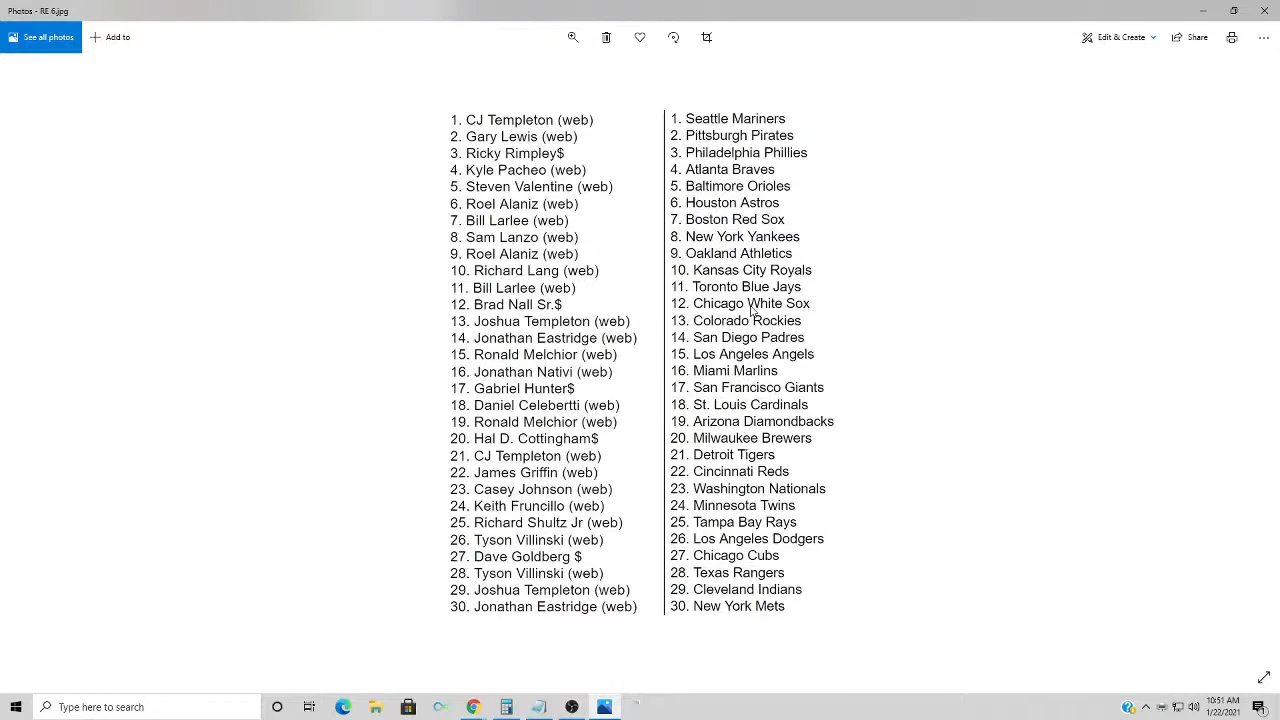 Photos - RE 6.jpg
See all photos
Add to
Edit & Create
Share
1. CJ Templeton (web)
2. Gary Lewis (web)
3. Ricky Rimpley$
4. Kyle Pacheo (web)
5. Steven Valentine (web)
6. Roel Alaniz (web)
7. Bill Larlee (web)
8. Sam Lanzo (web)
9. Roel Alaniz (web)
10. Richard Lang (web)
11. Bill Larlee (web)
12. Brad Nall Sr.$
13. Joshua Templeton (web)
14. Jonathan Eastridge (web)
15. Ronald Melchior (web)
16. Jonathan Nativi (web)
17. Gabriel Hunter$
18. Daniel Celebertti (web)
19. Ronald Melchior (web)
20. Hal D. Cottingham$
21. CJ Templeton (web)
22. James Griffin (web)
23. Casey Johnson (web)
24. Keith Fruncillo (web)
25. Richard Shultz Jr (web)
26. Tyson Villinski (web)
27. Dave Goldberg $
28. Tyson Villinski (web)
29. Joshua Templeton (web)
30. Jonathan Eastridge (web)
1. Seattle Mariners
2. Pittsburgh Pirates
3. Philadelphia Phillies
4. Atlanta Braves
5. Baltimore Orioles
6. Houston Astros
7. Boston Red Sox
8. New York Yankees
9. Oakland Athletics
10. Kansas City Royals
11. Toronto Blue Jays
12. Chicago White Sox
13. Colorado Rockies
14. San Diego Padres
15. Los Angeles Angels
16. Miami Marlins
17. San Francisco Giants
18. St. Louis Cardinals
19. Arizona Diamondbacks
20. Milwaukee Brewers
21. Detroit Tigers
22. Cincinnati Reds
23. Washington Nationals
24. Minnesota Twins
25. Tampa Bay Rays
26. Los Angeles Dodgers
27. Chicago Cubs
28. Texas Rangers
29. Cleveland Indians
30. New York Mets
Type here to search
10:51 AM
1/22/2021